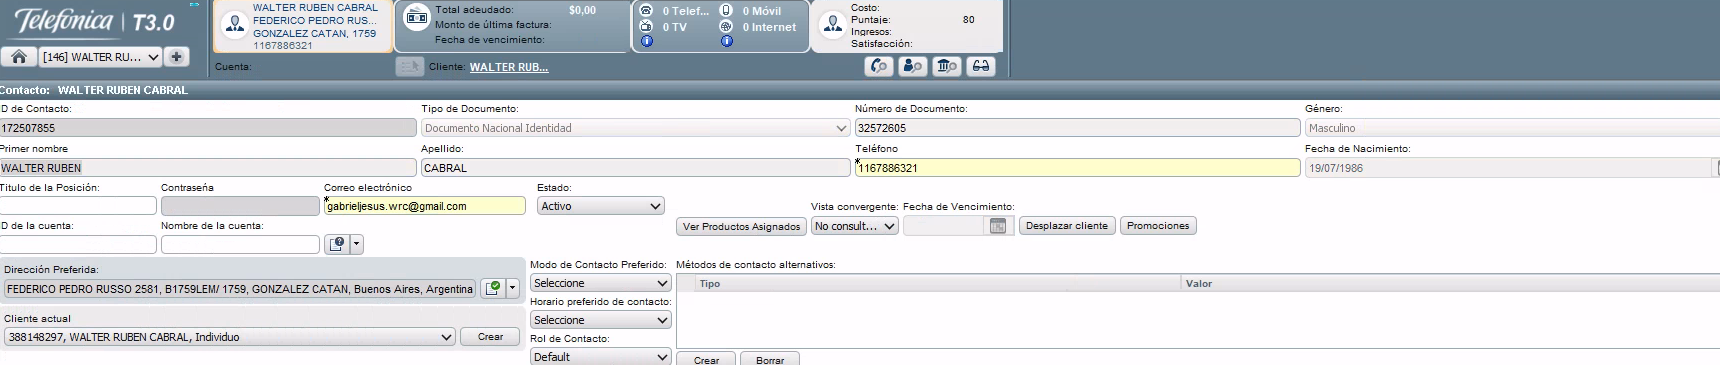 Telefónica | T3.0
WALTER RUBEN CABRAL
FEDERICO PEDRO RUS...
GONZALEZ CATAN, 1759
1167886321
Total adeudado: $0,00
Monto de última factura:
Fecha de vencimiento:
0 Telef... 0 Móvil
0 TV 0 Internet
Costo:
Puntaje: 80
Ingresos:
Satisfacción:
[146] WALTER RU...
Cuenta:
Cliente: WALTER RUB...
Contacto: WALTER RUBEN CABRAL
ID de Contacto: Tipo de Documento: Número de Documento: Género:
172507855 Documento Nacional Identidad 32572605 Masculino
Primer nombre Apellido: Teléfono Fecha de Nacimiento:
WALTER RUBEN CABRAL *1167886321 19/07/1986
Título de la Posición: Contraseña Correo electrónico Estado:
*gabrieljesus.wrc@gmail.com Activo
Vista convergente: Fecha de Vencimiento:
ID de la cuenta: Nombre de la cuenta: Ver Productos Asignados No consult... Desplazar cliente Promociones
Dirección Preferida:
FEDERICO PEDRO RUSSO 2581, B1759LEM/ 1759, GONZALEZ CATAN, Buenos Aires, Argentina
Cliente actual
388148297, WALTER RUBEN CABRAL, Individuo Crear
Modo de Contacto Preferido:
Seleccione
Horario preferido de contacto:
Seleccione
Rol de Contacto:
Default
Métodos de contacto alternativos:
Tipo Valor
Crear Borrar